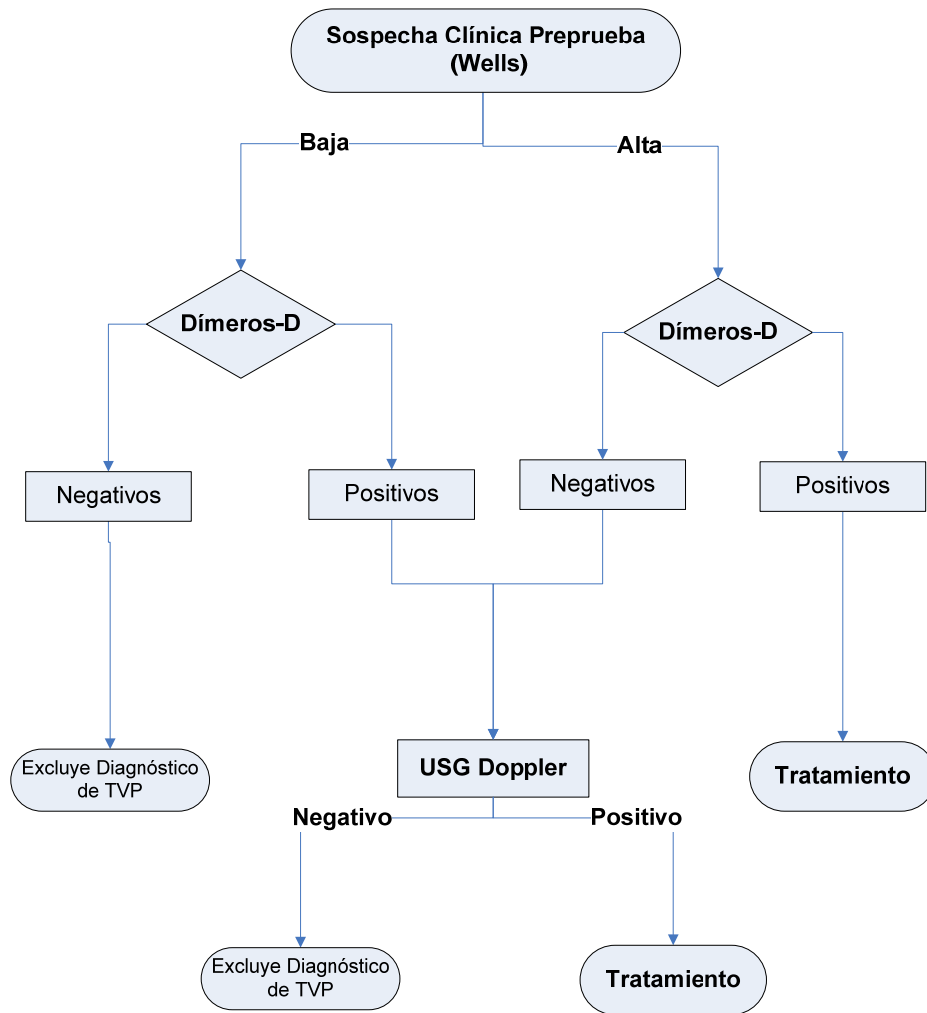 Sospecha Clínica Preprueba
(Wells)
Baja
Alta
Dímeros-D
Dímeros-D
Negativos
Positivos
Negativos
Positivos
Excluye Diagnóstico
de TVP
USG Doppler
Tratamiento
Negativo
Positivo
Excluye Diagnóstico
de TVP
Tratamiento